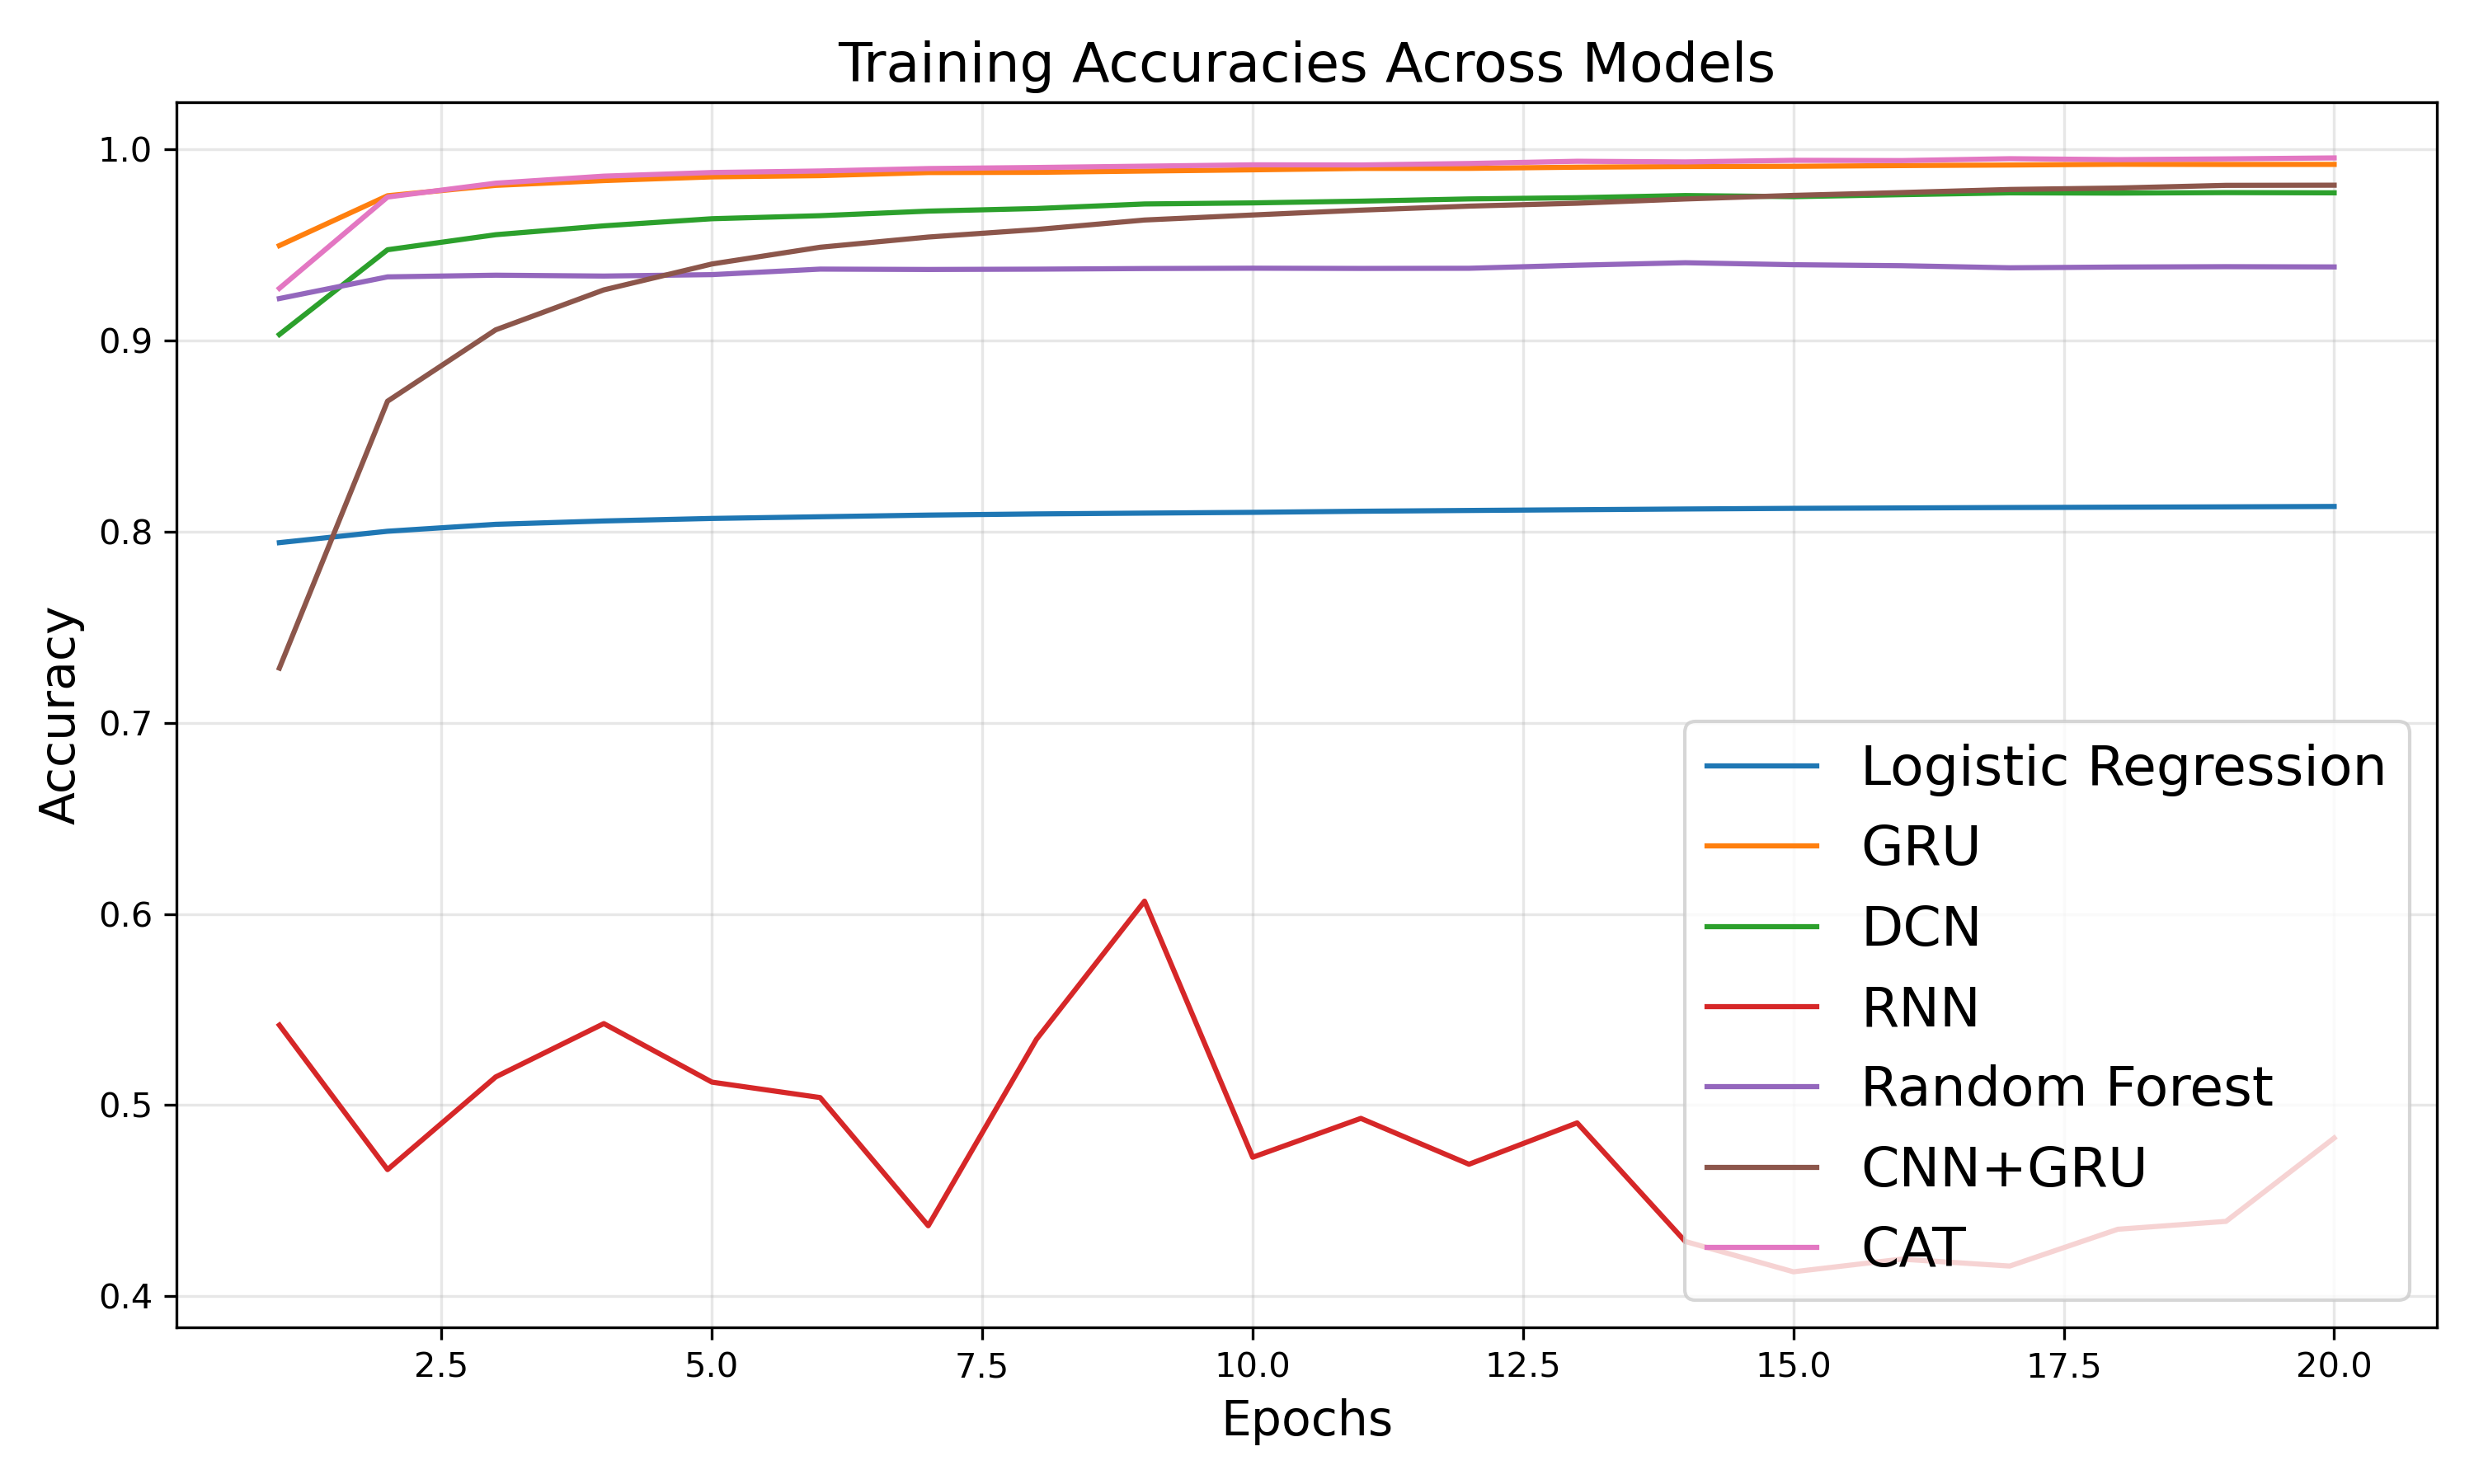 Training Accuracies Across Models
1.0
0.9
0.8
0.7
0.6
0.5
0.4
Accuracy
Logistic Regression
GRU
DCN
RNN
Random Forest
CNN+GRU
CAT
2.5 5.0 7.5 10.0 12.5 15.0 17.5 20.0
Epochs